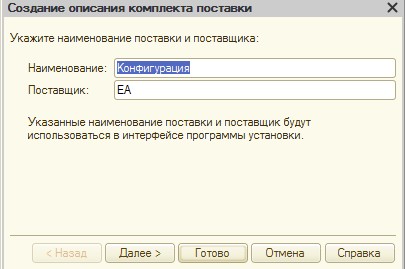 Создание описания комплекта поставки
Укажите наименование поставки и поставщика:
Наименование: Конфигурация
Поставщик: EA
Указанные наименование поставки и поставщик будут
использоваться в интерфейсе программы установки.
< Назад Далее > Готово Отмена Справка